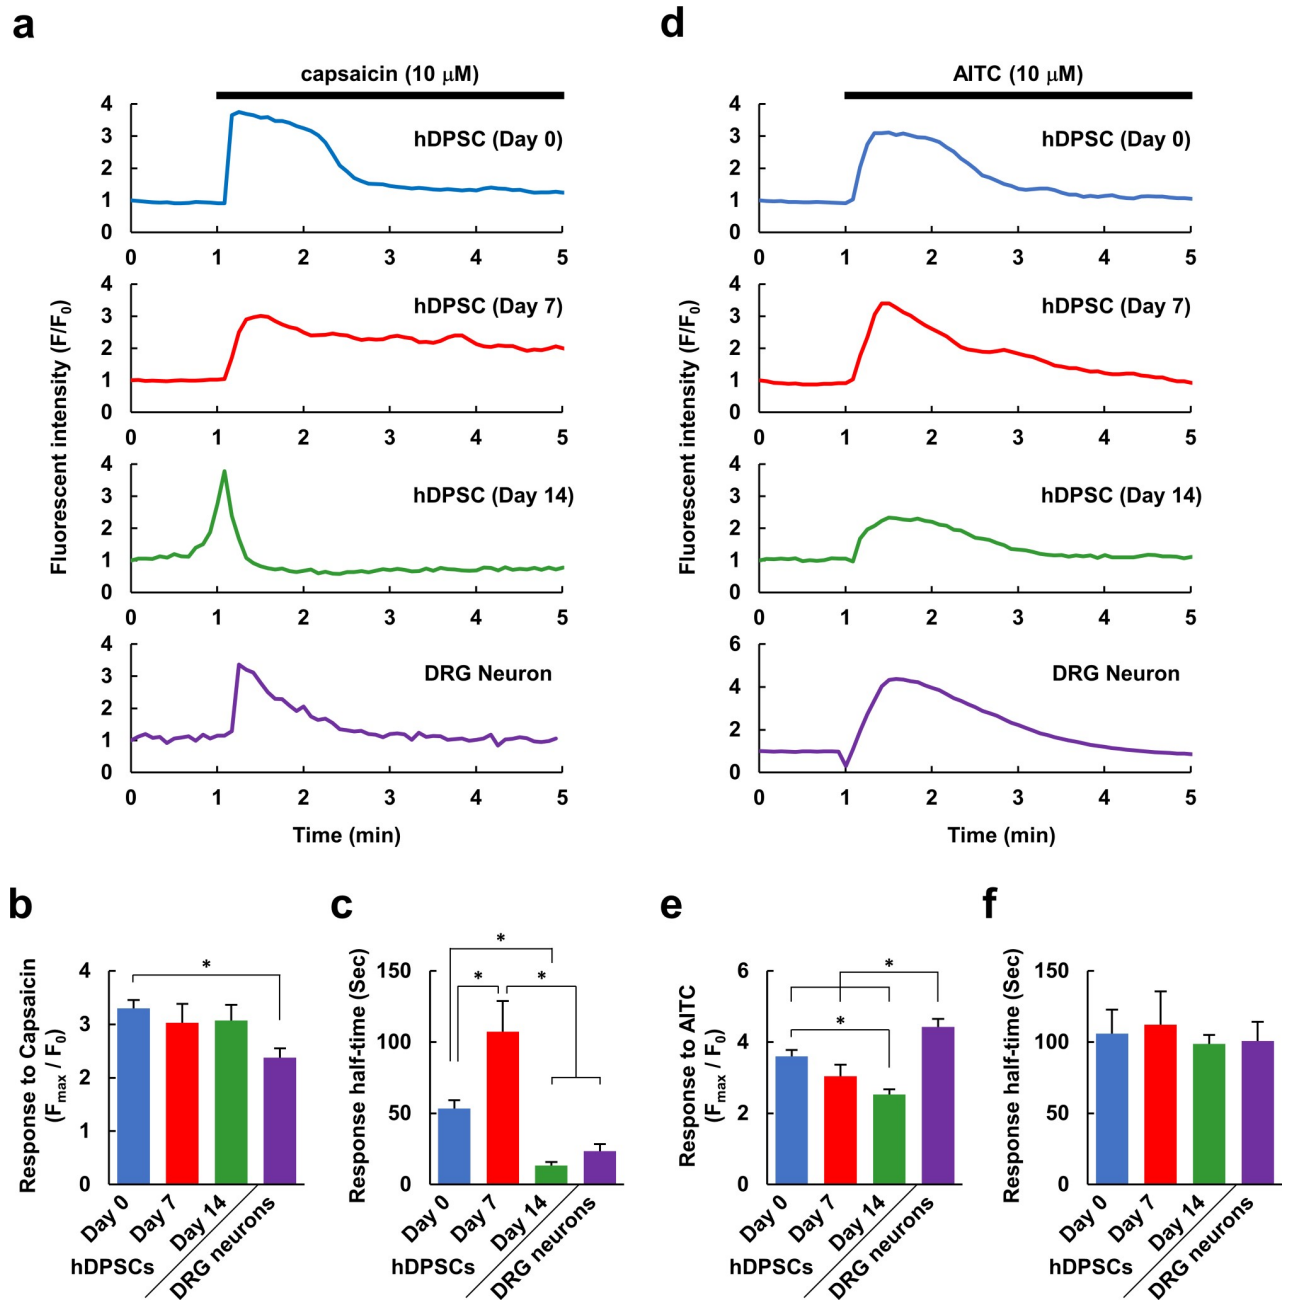 a
capsaicin (10 μM)
Fluorescent intensity (F/F0)
4
3
2
1
0
hDPSC (Day 0)
0 1 2 3 4 5
4
3
2
1
0
hDPSC (Day 7)
0 1 2 3 4 5
4
3
2
1
0
hDPSC (Day 14)
0 1 2 3 4 5
4
3
2
1
0
DRG Neuron
0 1 2 3 4 5
Time (min)
d
AITC (10 μM)
Fluorescent intensity (F/F0)
4
3
2
1
0
hDPSC (Day 0)
0 1 2 3 4 5
4
3
2
1
0
hDPSC (Day 7)
0 1 2 3 4 5
4
3
2
1
0
hDPSC (Day 14)
0 1 2 3 4 5
6
4
2
0
DRG Neuron
0 1 2 3 4 5
Time (min)
b
Response to Capsaicin
(Fmax / F0)
4
3
2
1
0
*
Day 0
Day 7
Day 14
DRG neurons
hDPSCs
c
Response half-time (Sec)
150
100
50
0
*
*
*
Day 0
Day 7
Day 14
DRG neurons
hDPSCs
e
Response to AITC
(Fmax / F0)
6
4
2
0
*
*
Day 0
Day 7
Day 14
DRG neurons
hDPSCs
f
Response half-time (Sec)
150
100
50
0
Day 0
Day 7
Day 14
DRG neurons
hDPSCs